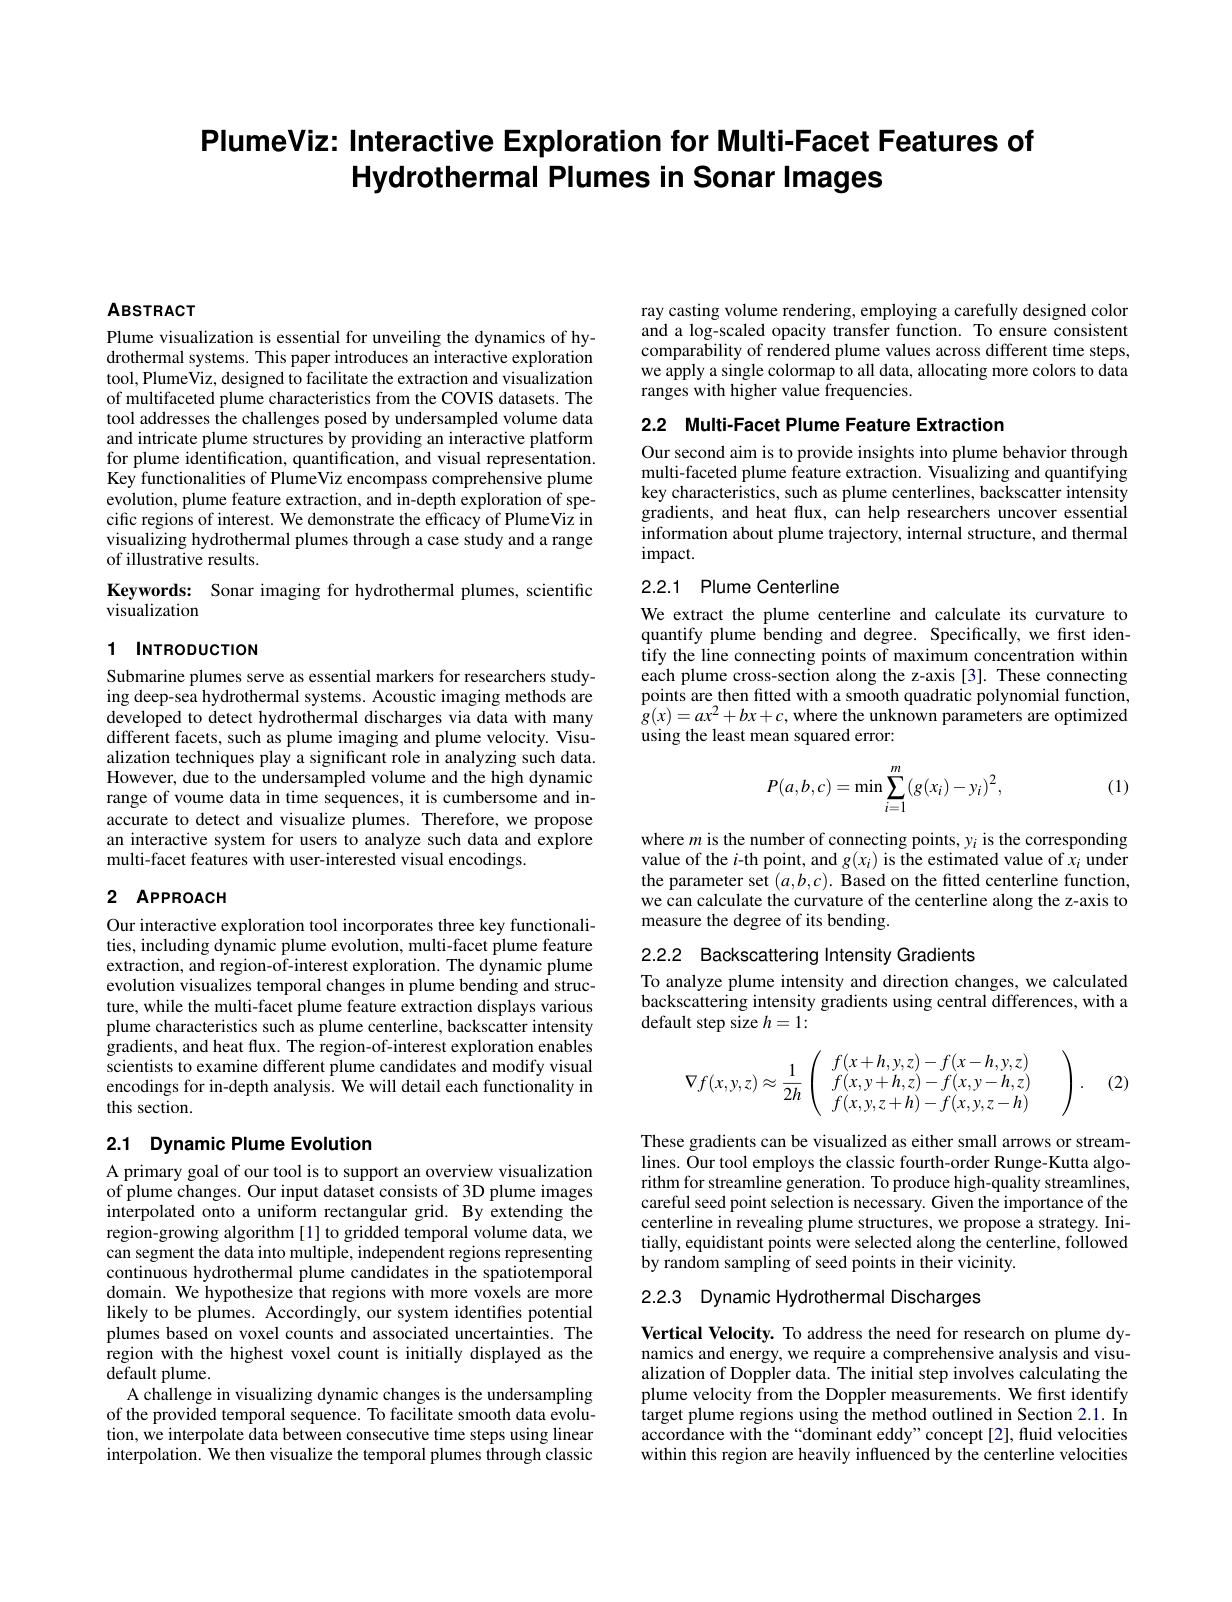 PlumeViz: Interactive Exploration for Multi-Facet Features of
Hydrothermal Plumes in Sonar Images
ABSTRACT
Plume visualization is essential for unveiling the dynamics of hy-
drothermal systems. This paper introduces an interactive exploration
tool, PlumeViz, designed to facilitate the extraction and visualization
of multifaceted plume characteristics from the COVIS datasets. The
tool addresses the challenges posed by undersampled volume data
and intricate plume structures by providing an interactive platform
for plume identification, quantification, and visual representation.
Key functionalities of PlumeViz encompass comprehensive plume
evolution, plume feature extraction, and in-depth exploration of spe-
cific regions of interest. We demonstrate the efficacy of PlumeViz in
visualizing hydrothermal plumes through a case study and a range
of illustrative results.
Keywords: Sonar imaging for hydrothermal plumes, scientific
visualization
1 INTRODUCTION
Submarine plumes serve as essential markers for researchers study-
ing deep-sea hydrothermal systems. Acoustic imaging methods are
developed to detect hydrothermal discharges via data with many
different facets, such as plume imaging and plume velocity. Visu-
alization techniques play a significant role in analyzing such data.
However, due to the undersampled volume and the high dynamic
range of voume data in time sequences, it is cumbersome and in-
accurate to detect and visualize plumes. Therefore, we propose
an interactive system for users to analyze such data and explore
multi-facet features with user-interested visual encodings.
2 APPROACH
Our interactive exploration tool incorporates three key functionali-
ties, including dynamic plume evolution, multi-facet plume feature
extraction, and region-of-interest exploration. The dynamic plume
evolution visualizes temporal changes in plume bending and struc-
ture, while the multi-facet plume feature extraction displays various
plume characteristics such as plume centerline, backscatter intensity
gradients, and heat flux. The region-of-interest exploration enables
scientists to examine different plume candidates and modify visual
encodings for in-depth analysis. We will detail each functionality in
this section.
2.1 Dynamic Plume Evolution
A primary goal of our tool is to support an overview visualization
of plume changes. Our input dataset consists of 3D plume images
interpolated onto a uniform rectangular grid. By extending the
region-growing algorithm [1] to gridded temporal volume data, we
can segment the data into multiple, independent regions representing
continuous hydrothermal plume candidates in the spatiotemporal
domain. We hypothesize that regions with more voxels are more
likely to be plumes. Accordingly, our system identifies potential
plumes based on voxel counts and associated uncertainties. The
region with the highest voxel count is initially displayed as the
default plume.
A challenge in visualizing dynamic changes is the undersampling
of the provided temporal sequence. To facilitate smooth data evolu-
tion, we interpolate data between consecutive time steps using linear
interpolation. We then visualize the temporal plumes through classic
ray casting volume rendering, employing a carefully designed color
and a log-scaled opacity transfer function. To ensure consistent
comparability of rendered plume values across different time steps,
we apply a single colormap to all data, allocating more colors to data
ranges with higher value frequencies.
2.2 Multi-Facet Plume Feature Extraction
Our second aim is to provide insights into plume behavior through
multi-faceted plume feature extraction. Visualizing and quantifying
key characteristics, such as plume centerlines, backscatter intensity
gradients, and heat flux, can help researchers uncover essential
information about plume trajectory, internal structure, and thermal
impact.
2.2.1 Plume Centerline
We extract the plume centerline and calculate its curvature to
quantify plume bending and degree. Specifically, we first iden-
tify the line connecting points of maximum concentration within
each plume cross-section along the z-axis [3]. These connecting
points are then fitted with a smooth quadratic polynomial function,
g(x) = ax² + bx + c, where the unknown parameters are optimized
using the least mean squared error:
P(a,b,c) = min ∑_{i=1}^{m} (g(x_i) − y_i)², (1)
where m is the number of connecting points, y_i is the corresponding
value of the i-th point, and g(x_i) is the estimated value of x_i under
the parameter set (a,b,c). Based on the fitted centerline function,
we can calculate the curvature of the centerline along the z-axis to
measure the degree of its bending.
2.2.2 Backscattering Intensity Gradients
To analyze plume intensity and direction changes, we calculated
backscattering intensity gradients using central differences, with a
default step size h = 1:
f(x+h,y,z) − f(x−h,y,z)
∇f(x,y,z) ≈ 1/2h ( f(x,y+h,z) − f(x,y−h,z) ). (2)
f(x,y,z+h) − f(x,y,z−h)
These gradients can be visualized as either small arrows or stream-
lines. Our tool employs the classic fourth-order Runge-Kutta algo-
rithm for streamline generation. To produce high-quality streamlines,
careful seed point selection is necessary. Given the importance of the
centerline in revealing plume structures, we propose a strategy. Ini-
tially, equidistant points were selected along the centerline, followed
by random sampling of seed points in their vicinity.
2.2.3 Dynamic Hydrothermal Discharges
Vertical Velocity. To address the need for research on plume dy-
namics and energy, we require a comprehensive analysis and visu-
alization of Doppler data. The initial step involves calculating the
plume velocity from the Doppler measurements. We first identify
target plume regions using the method outlined in Section 2.1. In
accordance with the “dominant eddy” concept [2], fluid velocities
within this region are heavily influenced by the centerline velocities